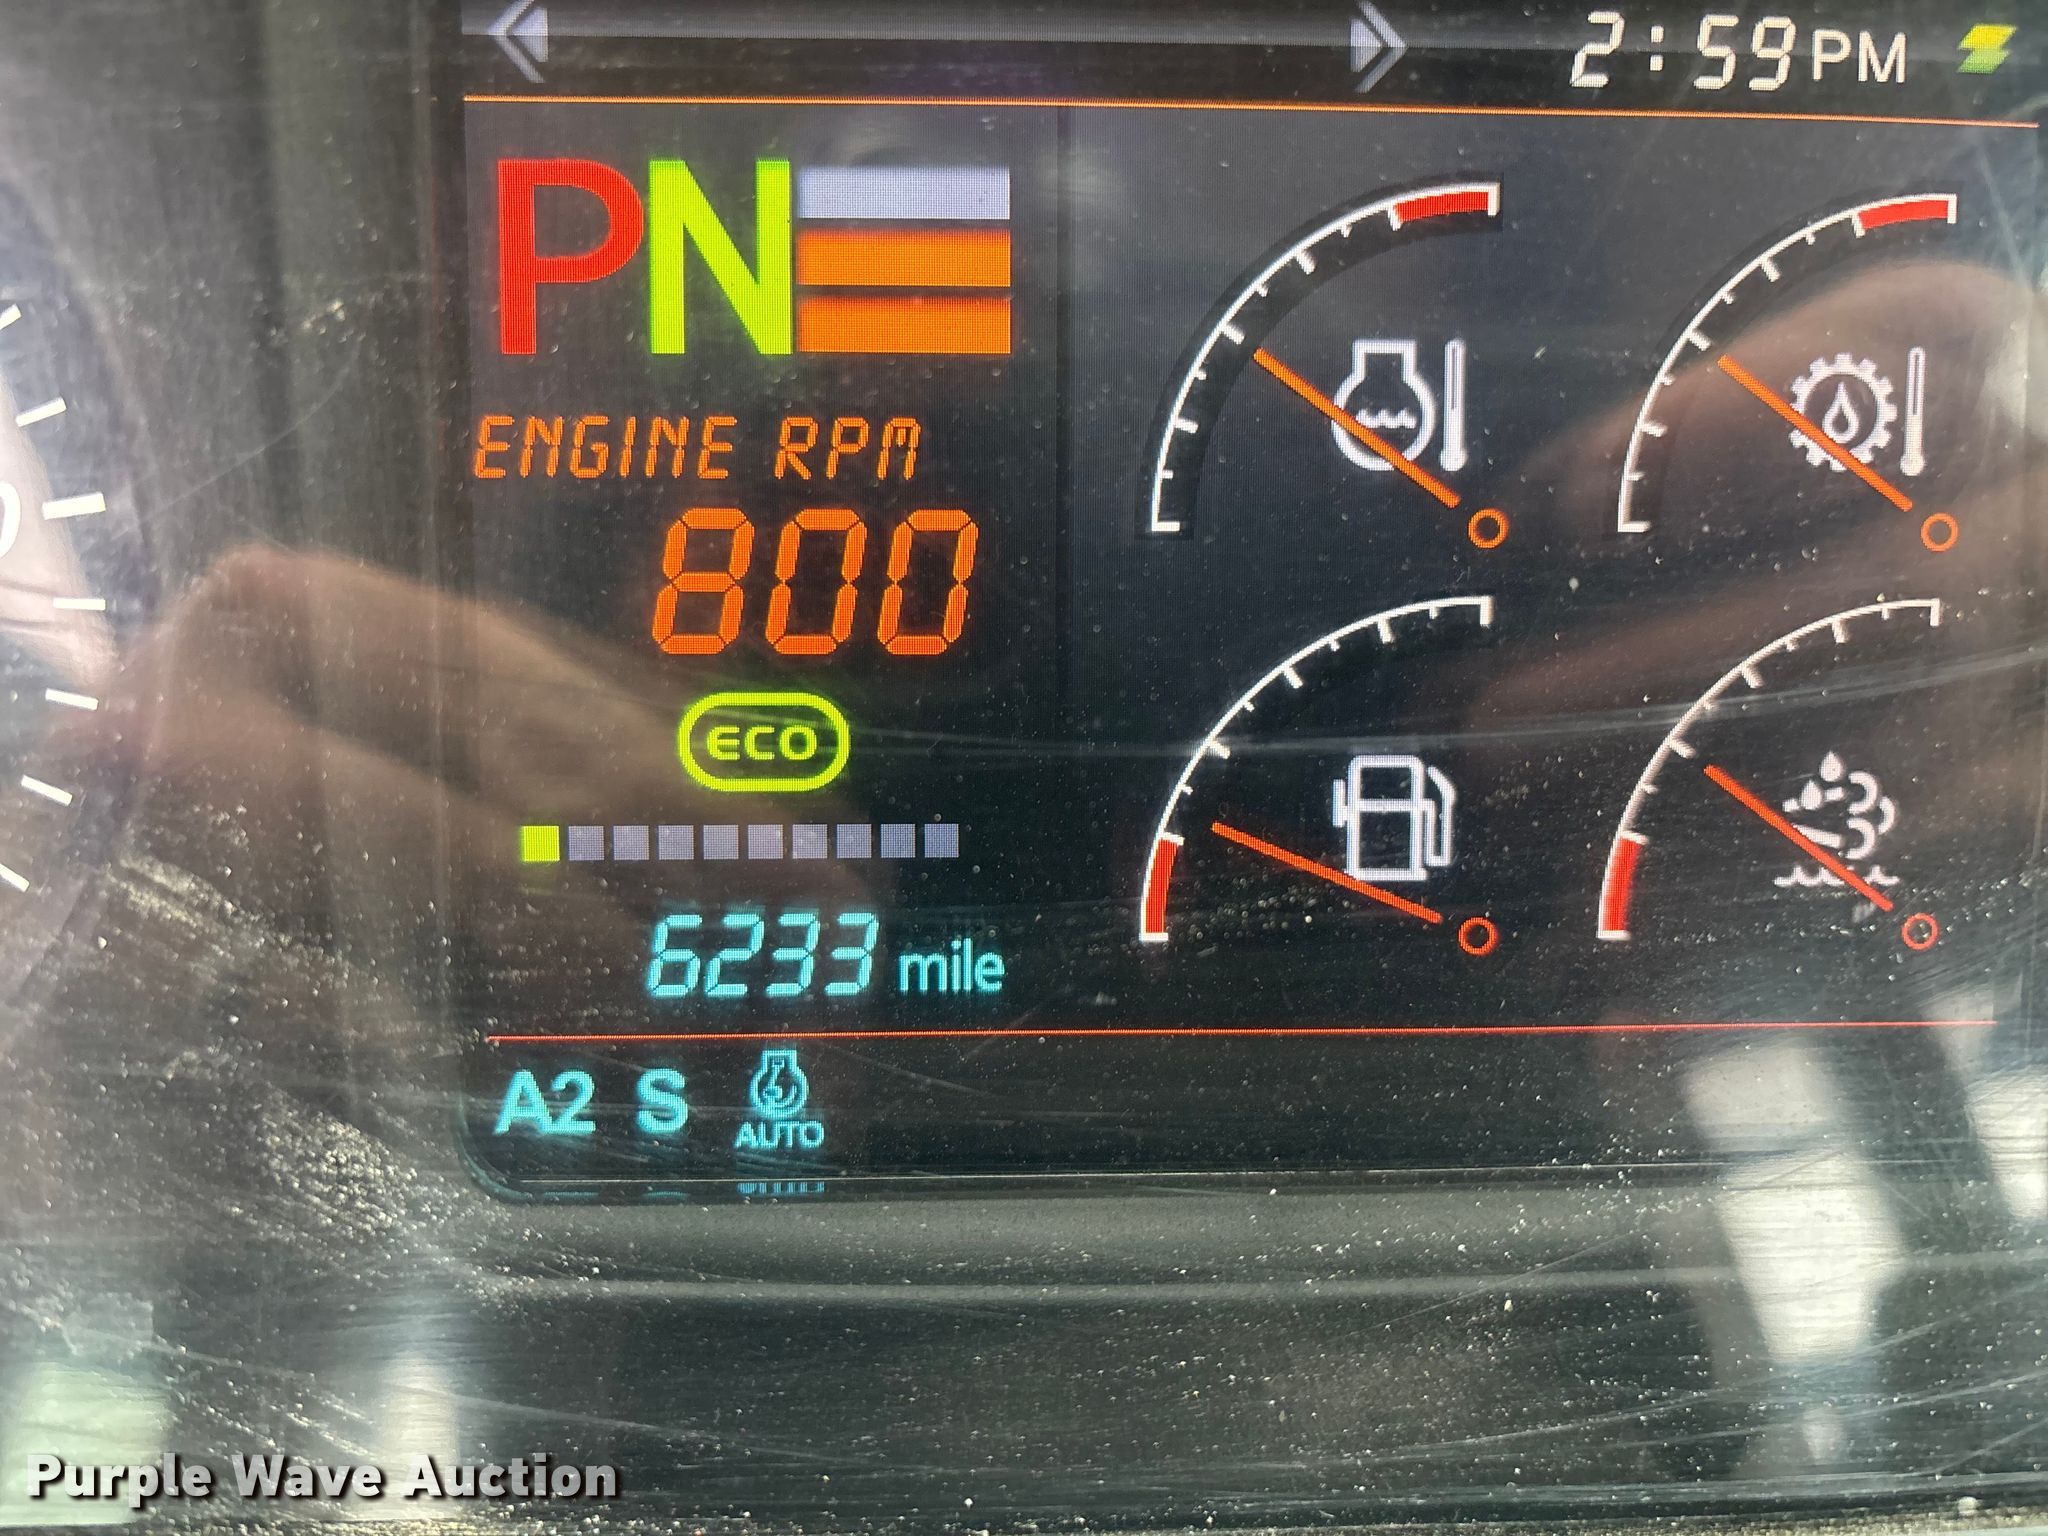 2:59PM
PN
ENGINE RPM
800
ECO
6233 mile
A2 S
AUTO
Purple Wave Auction